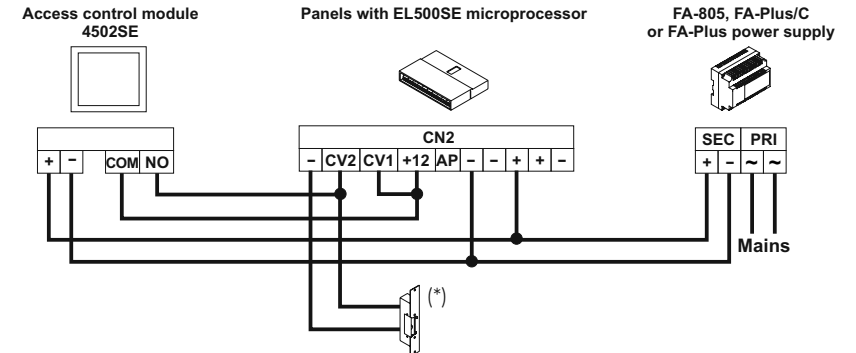 Access control module
4502SE
Panels with EL500SE microprocessor
FA-805, FA-Plus/C
or FA-Plus power supply
CN2
SEC PRI
+ – COM NO
– CV2 CV1 +12 AP – – + + –
+ – ~ ~
Mains
(*)